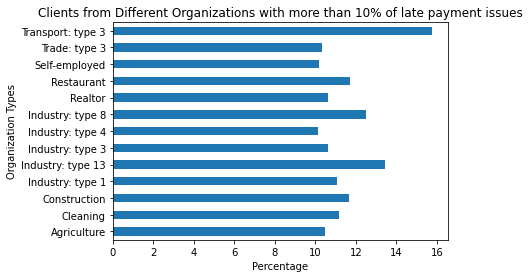 Clients from Different Organizations with more than 10% of late payment issues
Organization Types
Transport: type 3
Trade: type 3
Self-employed
Restaurant
Realtor
Industry: type 8
Industry: type 4
Industry: type 3
Industry: type 13
Industry: type 1
Construction
Cleaning
Agriculture
0 2 4 6 8 10 12 14 16
Percentage